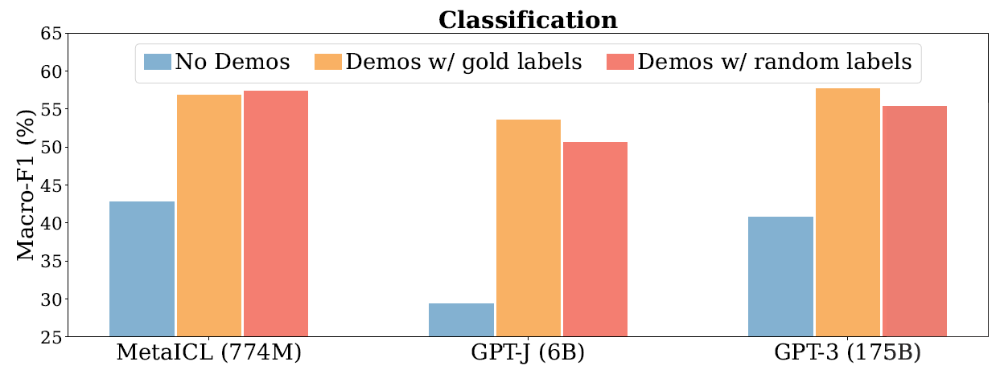 Classification
No Demos Demos w/ gold labels Demos w/ random labels
Macro-F1 (%)
65
60
55
50
45
40
35
30
25
MetaICL (774M) GPT-J (6B) GPT-3 (175B)